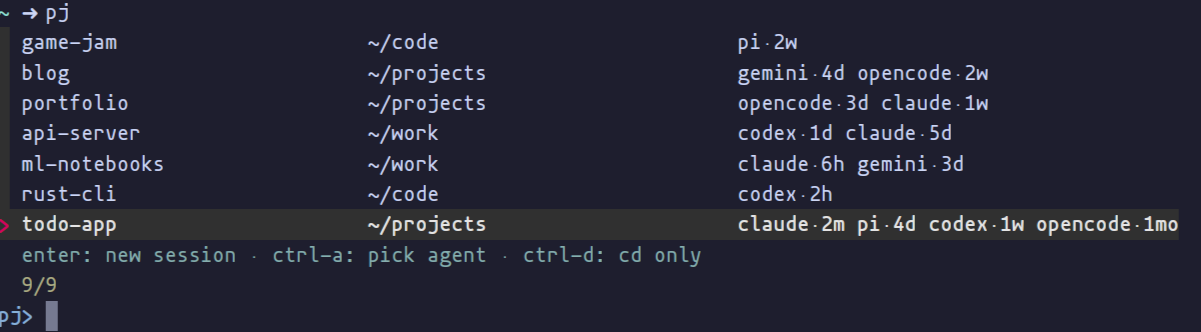 ~ ➜ pj
game-jam ~/code pi·2w
blog ~/projects gemini·4d opencode·2w
portfolio ~/projects opencode·3d claude·1w
api-server ~/work codex·1d claude·5d
ml-notebooks ~/work claude·6h gemini·3d
rust-cli ~/code codex·2h
> todo-app ~/projects claude·2m pi·4d codex·1w opencode·1mo
enter: new session · ctrl-a: pick agent · ctrl-d: cd only
9/9
pj>